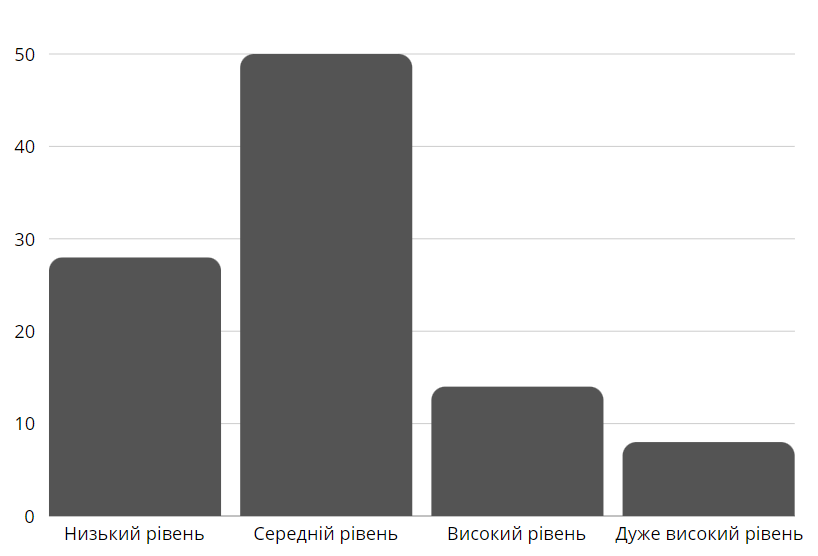 50
40
30
20
10
0
Низький рівень
Середній рівень
Високий рівень
Дуже високий рівень